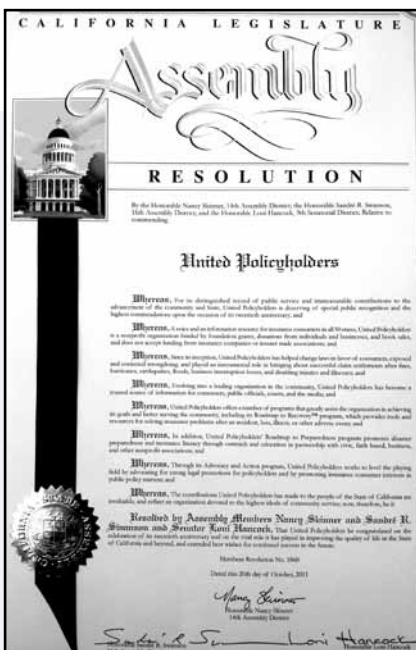 CALIFORNIA LEGISLATURE
Assembly
RESOLUTION
By the Honorable Nancy Skinner, 14th Assembly District; the Honorable Sandré R. Swanson,
16th Assembly District; and the Honorable Loni Hancock, 9th Senatorial District; Relative to
commending
United Policyholders
Whereas, For its distinguished record of public service and immeasurable contributions to the
advancement of the community and State, United Policyholders is deserving of special public recognition and the
highest commendations upon the occasion of its twentieth anniversary; and
Whereas, A voice and an information resource for insurance consumers in all 50 states, United Policyholders
is a nonprofit organization funded by foundation grants, donations from individuals and businesses, and book sales,
and does not accept funding from insurance companies or insurance trade associations; and
Whereas, Since its inception, United Policyholders has helped change laws in favor of consumers, exposed
and contested wrongdoing, and played an instrumental role in bringing about successful claim settlements after fires,
hurricanes, earthquakes, floods, business interruption losses, and disabling injuries and illnesses; and
Whereas, Evolving into a leading organization in the community, United Policyholders has become a
trusted source of information for consumers, public officials, courts, and the media; and
Whereas, United Policyholders offers a number of programs that greatly assist the organization in achieving
its goals and better serving the community, including its Roadmap to Recovery™ program, which provides tools and
resources for solving insurance problems after an accident, loss, illness, or other adverse event; and
Whereas, In addition, United Policyholders' Roadmap to Preparedness program promotes disaster
preparedness and insurance literacy through outreach and education in partnership with civic, faith based, business,
and other nonprofit associations; and
Whereas, Through its Advocacy and Action program, United Policyholders works to level the playing
field by advocating for strong legal protections for policyholders and by promoting insurance consumer interests in
public policy matters; and
Whereas, The contributions United Policyholders has made to the people of the State of California are
invaluable, and reflect an organization devoted to the highest ideals of community service; now, therefore, be it
Resolved by Assembly Members Nancy Skinner and Sandré R.
Swanson and Senator Loni Hancock, That United Policyholders be congratulated on the
celebration of its twentieth anniversary and on the vital role it has played in improving the quality of life in the State
of California and beyond, and extended best wishes for continued success in the future.
Members Resolution No.
Dated this 20th day of October, 2011
Nancy Skinner
Honorable Nancy Skinner
14th Assembly District
Loni Hancock
Honorable Sandré R. Swanson Honorable Loni Hancock